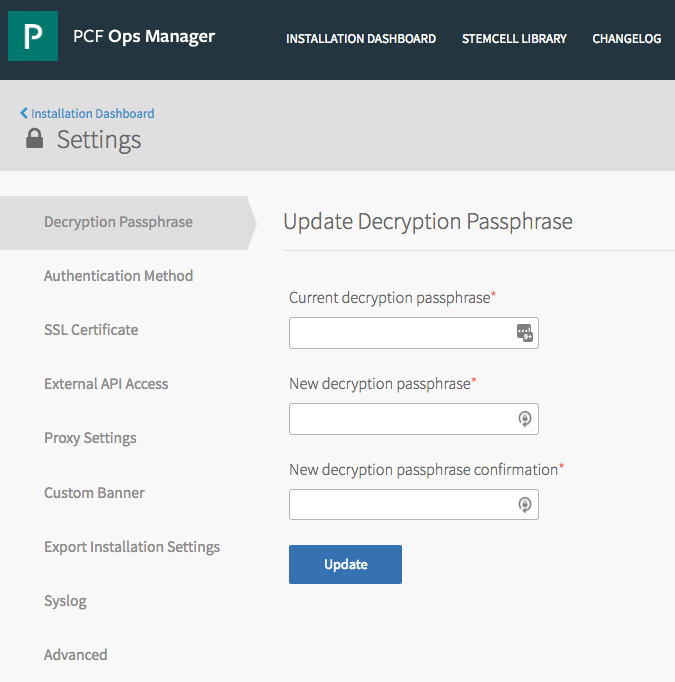 P
PCF Ops Manager
INSTALLATION DASHBOARD
STEMCELL LIBRARY
CHANGELOG
Installation Dashboard
Settings
Decryption Passphrase
Authentication Method
SSL Certificate
External API Access
Proxy Settings
Custom Banner
Export Installation Settings
Syslog
Advanced
Update Decryption Passphrase
Current decryption passphrase*
9+
New decryption passphrase*
New decryption passphrase confirmation*
Update